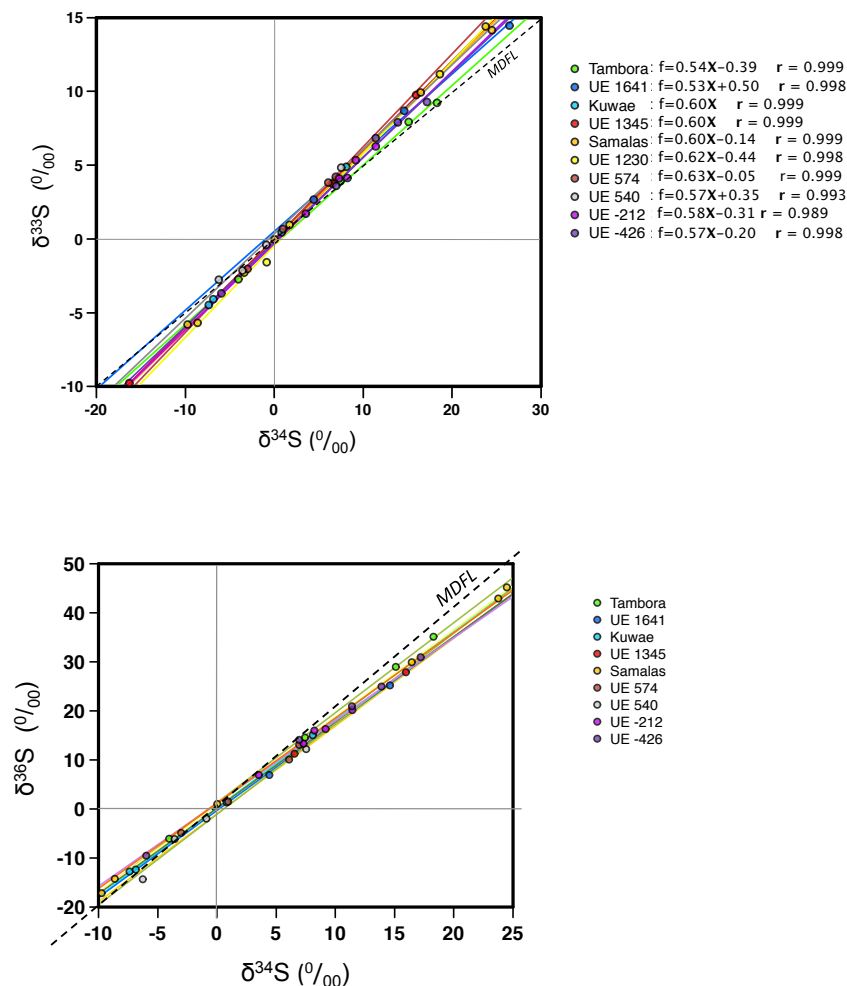 15
10
5
0
-5
-10
-20
-10
0
10
20
30
δ³³S (⁰/₀₀)
δ³⁴S (⁰/₀₀)
MDFL
Tambora : f=0.54X−0.39 r = 0.999
UE 1641: f=0.53X+0.50 r = 0.998
Kuwae : f=0.60X r = 0.999
UE 1345 : f=0.60X r = 0.999
Samalas : f=0.60X−0.14 r = 0.999
UE 1230 : f=0.62X−0.44 r = 0.998
UE 574 : f=0.63X−0.05 r= 0.999
UE 540 : f=0.57X+0.35 r = 0.993
UE -212 : f=0.58X−0.31 r = 0.989
UE -426 : f=0.57X−0.20 r = 0.998
50
40
30
20
10
0
-10
-20
-10
-5
0
5
10
15
20
25
δ³⁶S (⁰/₀₀)
δ³⁴S (⁰/₀₀)
MDFL
Tambora
UE 1641
Kuwae
UE 1345
Samalas
UE 574
UE 540
UE -212
UE -426